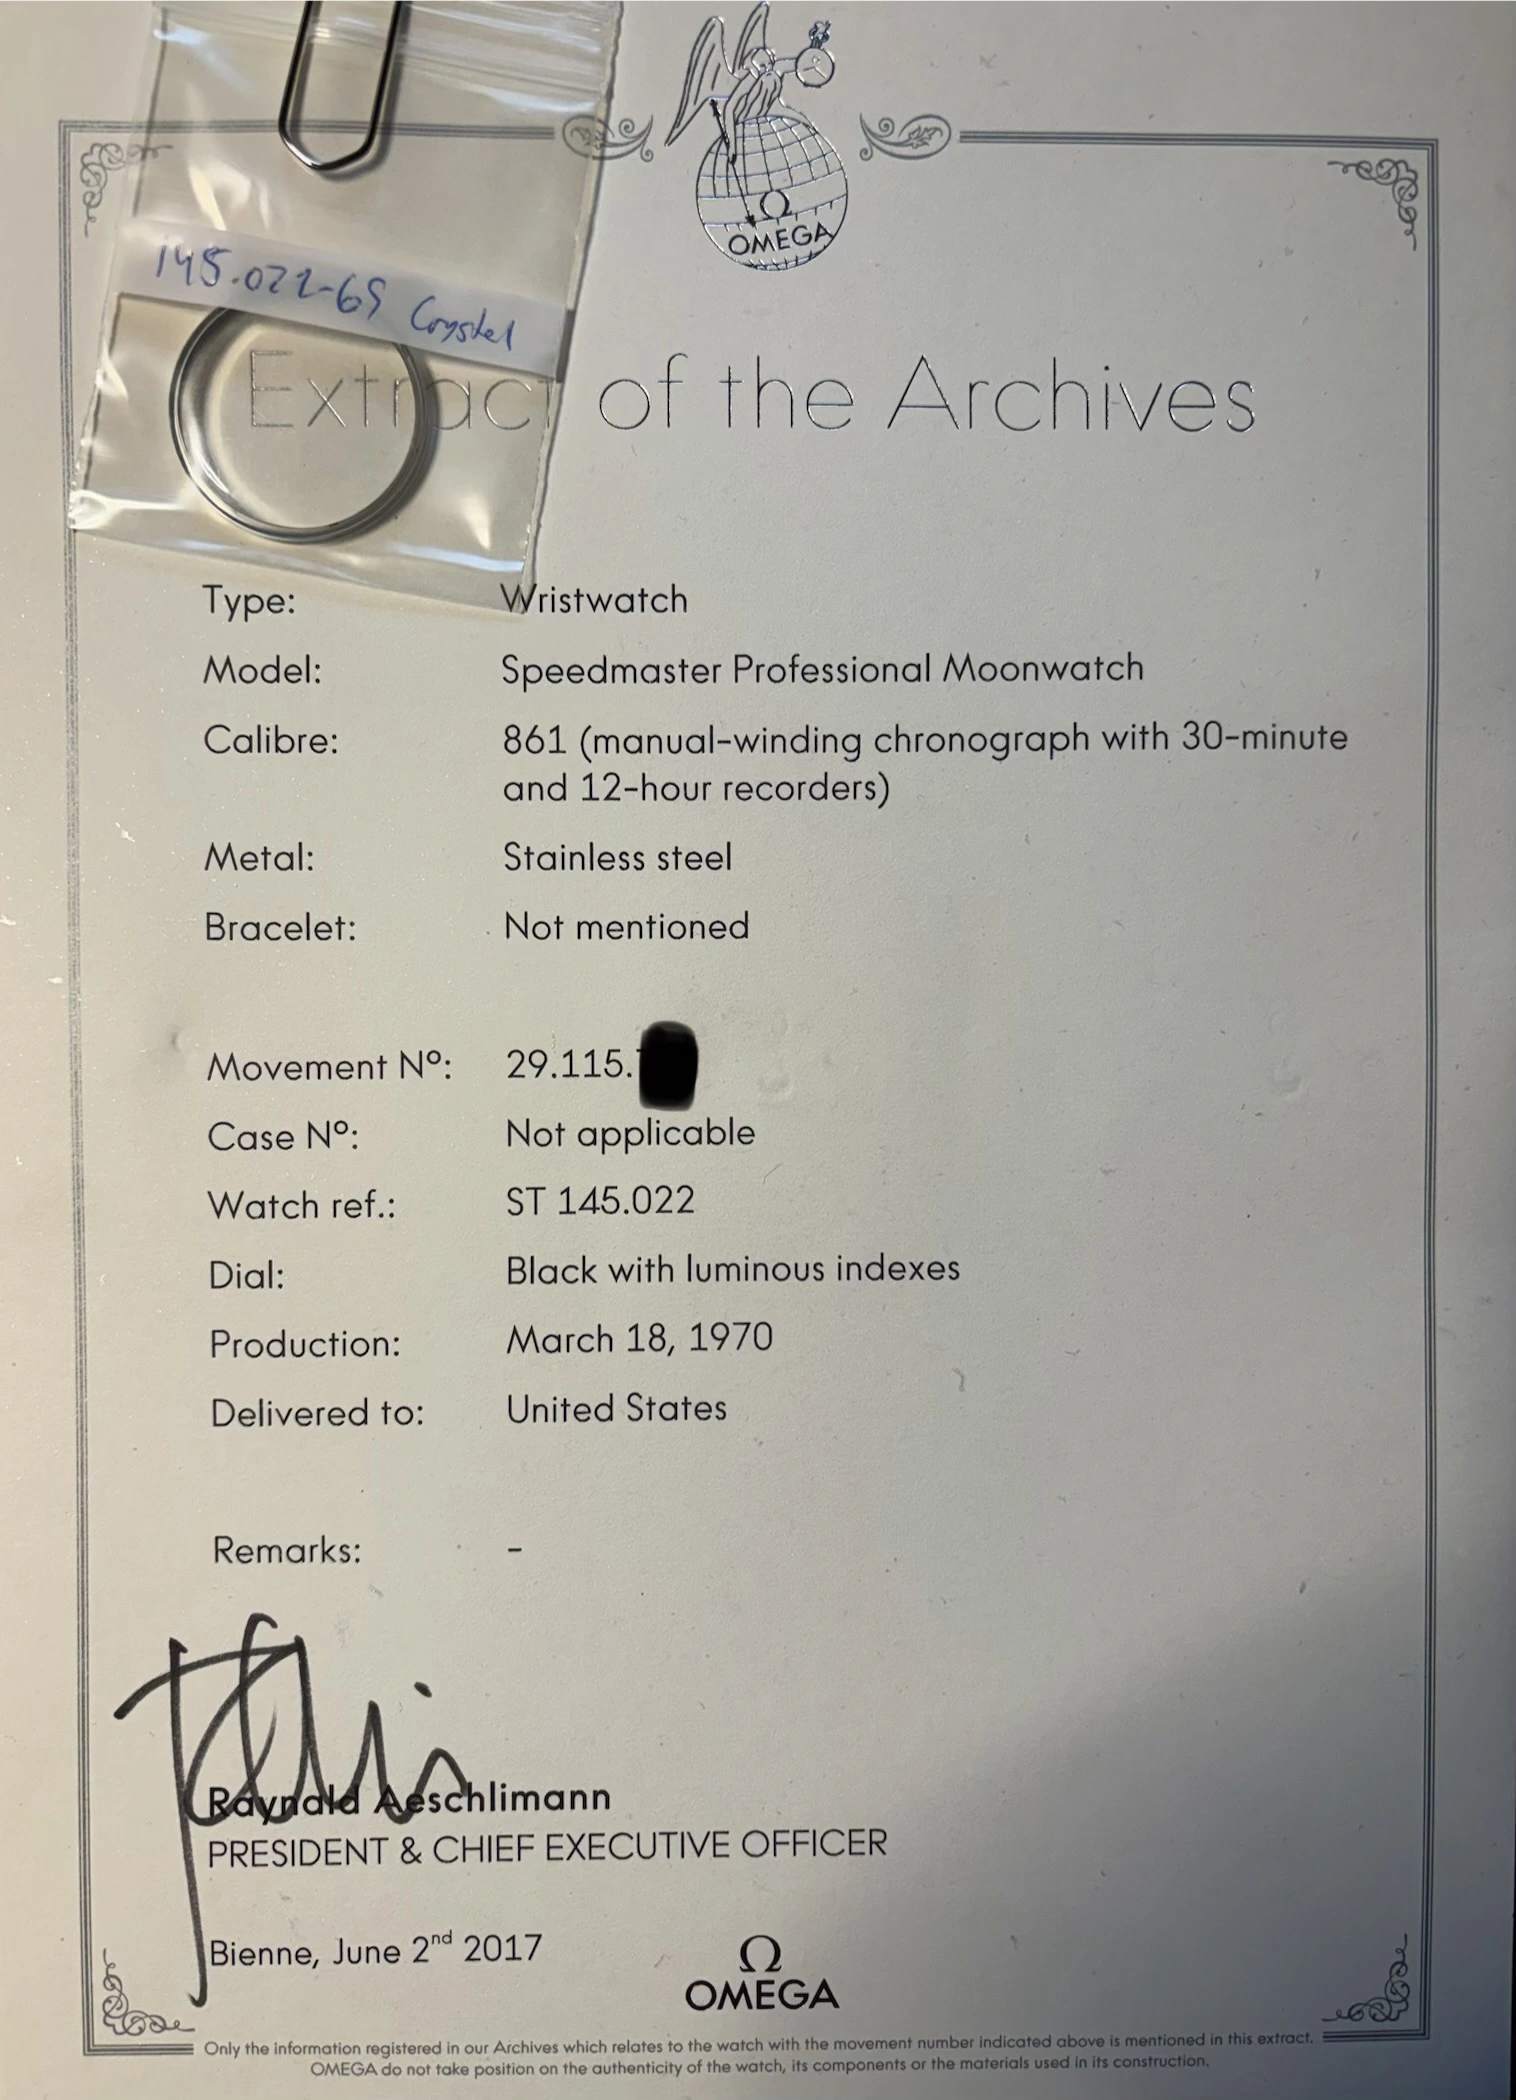 Ω
OMEGA
145.022-69 Crystal
Extract of the Archives
Type: Wristwatch
Model: Speedmaster Professional Moonwatch
Calibre: 861 (manual-winding chronograph with 30-minute
and 12-hour recorders)
Metal: Stainless steel
Bracelet: Not mentioned
Movement Nº: 29.115.
Case Nº: Not applicable
Watch ref.: ST 145.022
Dial: Black with luminous indexes
Production: March 18, 1970
Delivered to: United States
Remarks: -
Raynald Aeschlimann
PRESIDENT & CHIEF EXECUTIVE OFFICER
Bienne, June 2nd 2017
Ω
OMEGA
Only the information registered in our Archives which relates to the watch with the movement number indicated above is mentioned in this extract.
OMEGA do not take position on the authenticity of the watch, its components or the materials used in its construction.